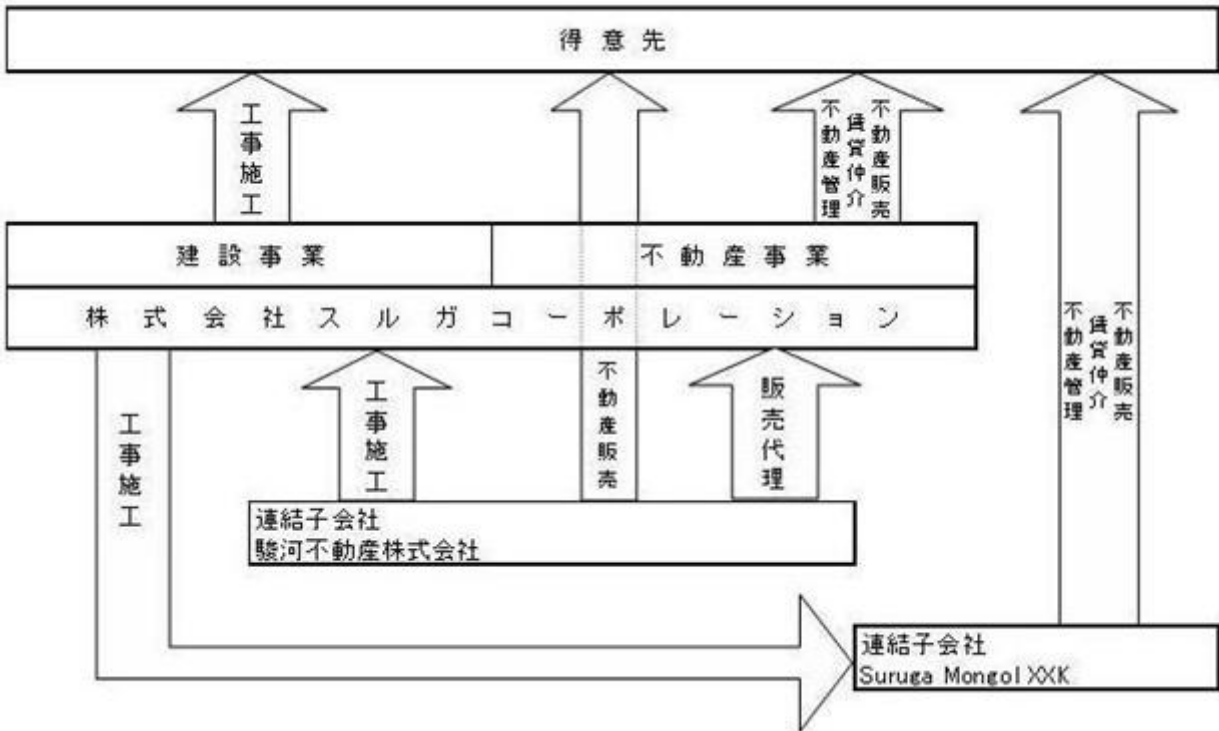 得意先
工事施工
不動産販売
賃貸仲介
不動産管理
建設事業
不動産事業
株式会社スルガコーポレーション
工事施工
工事施工
不動産販売
販売代理
不動産販売
賃貸仲介
不動産管理
連結子会社
駿河不動産株式会社
連結子会社
Suruga Mongol XXK